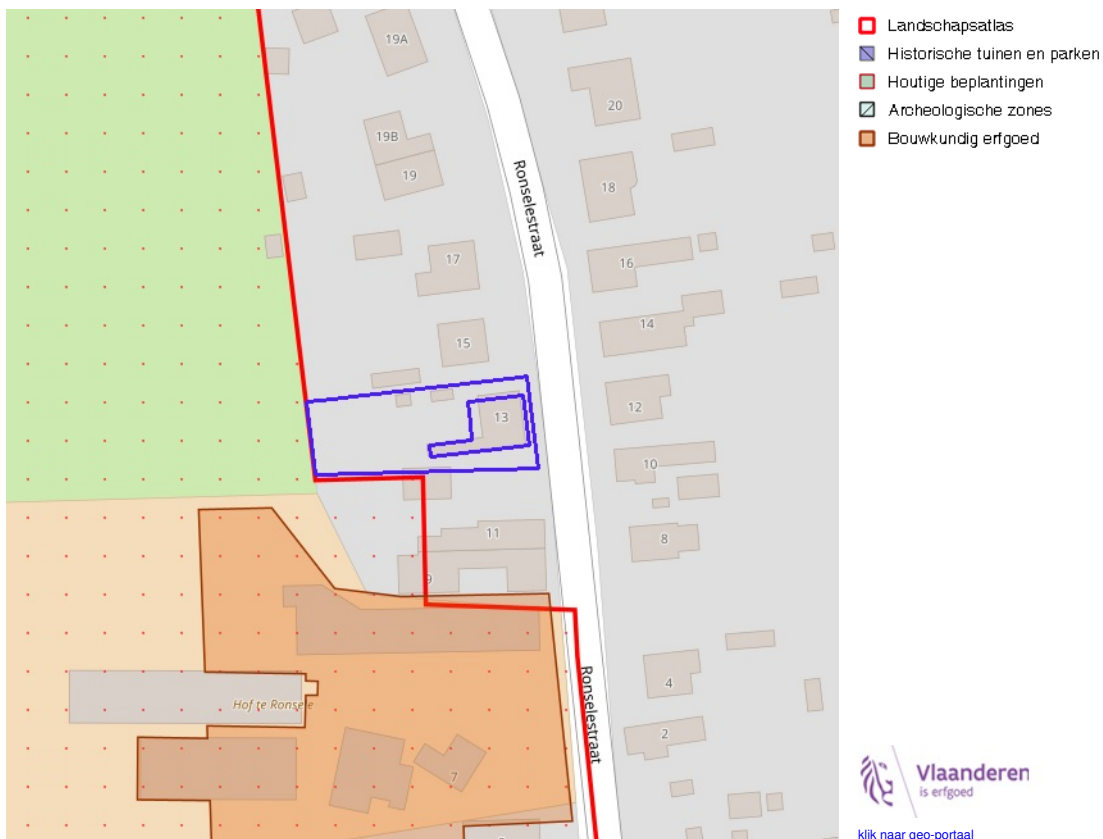 19A
20
19B
19
18
Ronselestraat
17
16
15
14
13
12
10
11
8
9
Hof te Ronsele
Ronselestraat
4
2
7
Landschapsatlas
Historische tuinen en parken
Houtige beplantingen
Archeologische zones
Bouwkundig erfgoed
Vlaanderen
is erfgoed
klik naar geo-portaal